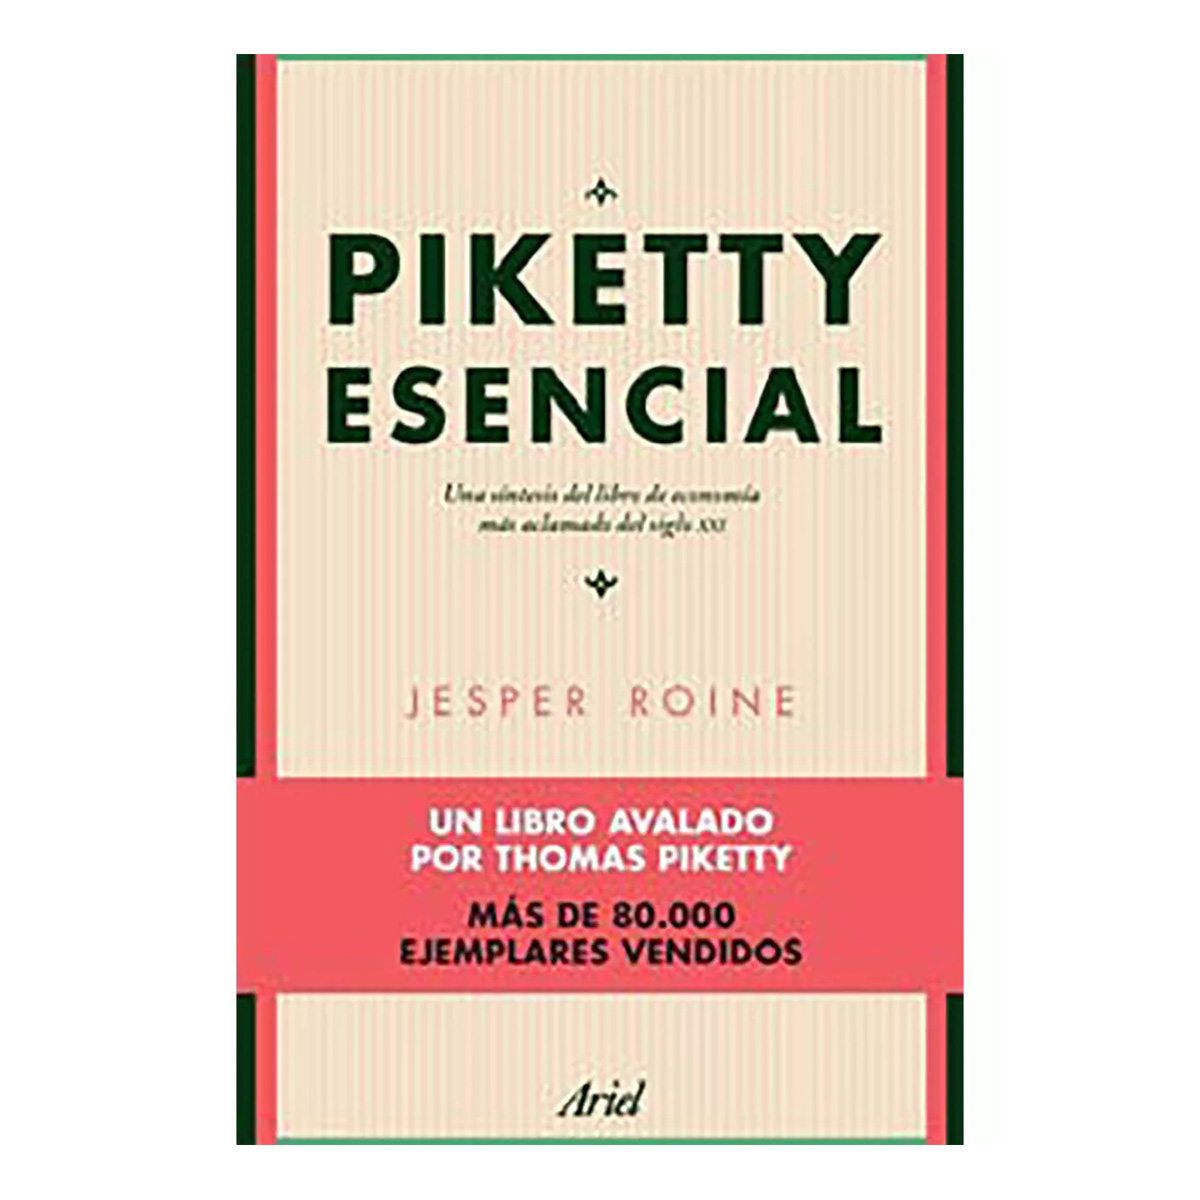 PIKETTY
ESENCIAL
Una síntesis del libro de economía
más aclamado del siglo XXI
JESPER ROINE
UN LIBRO AVALADO
POR THOMAS PIKETTY
MÁS DE 80.000
EJEMPLARES VENDIDOS
Ariel